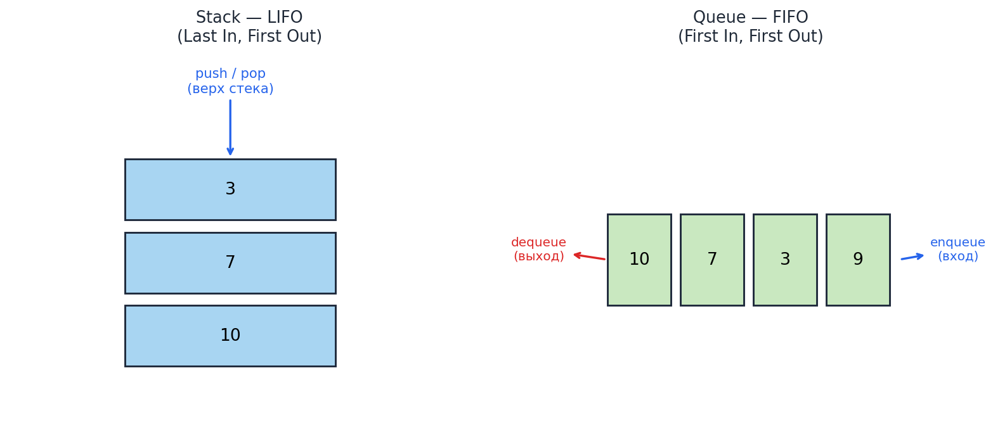 Stack — LIFO
(Last In, First Out)
push / pop
(верх стека)
3
7
10
Queue — FIFO
(First In, First Out)
dequeue
(выход)
10
7
3
9
enqueue
(вход)